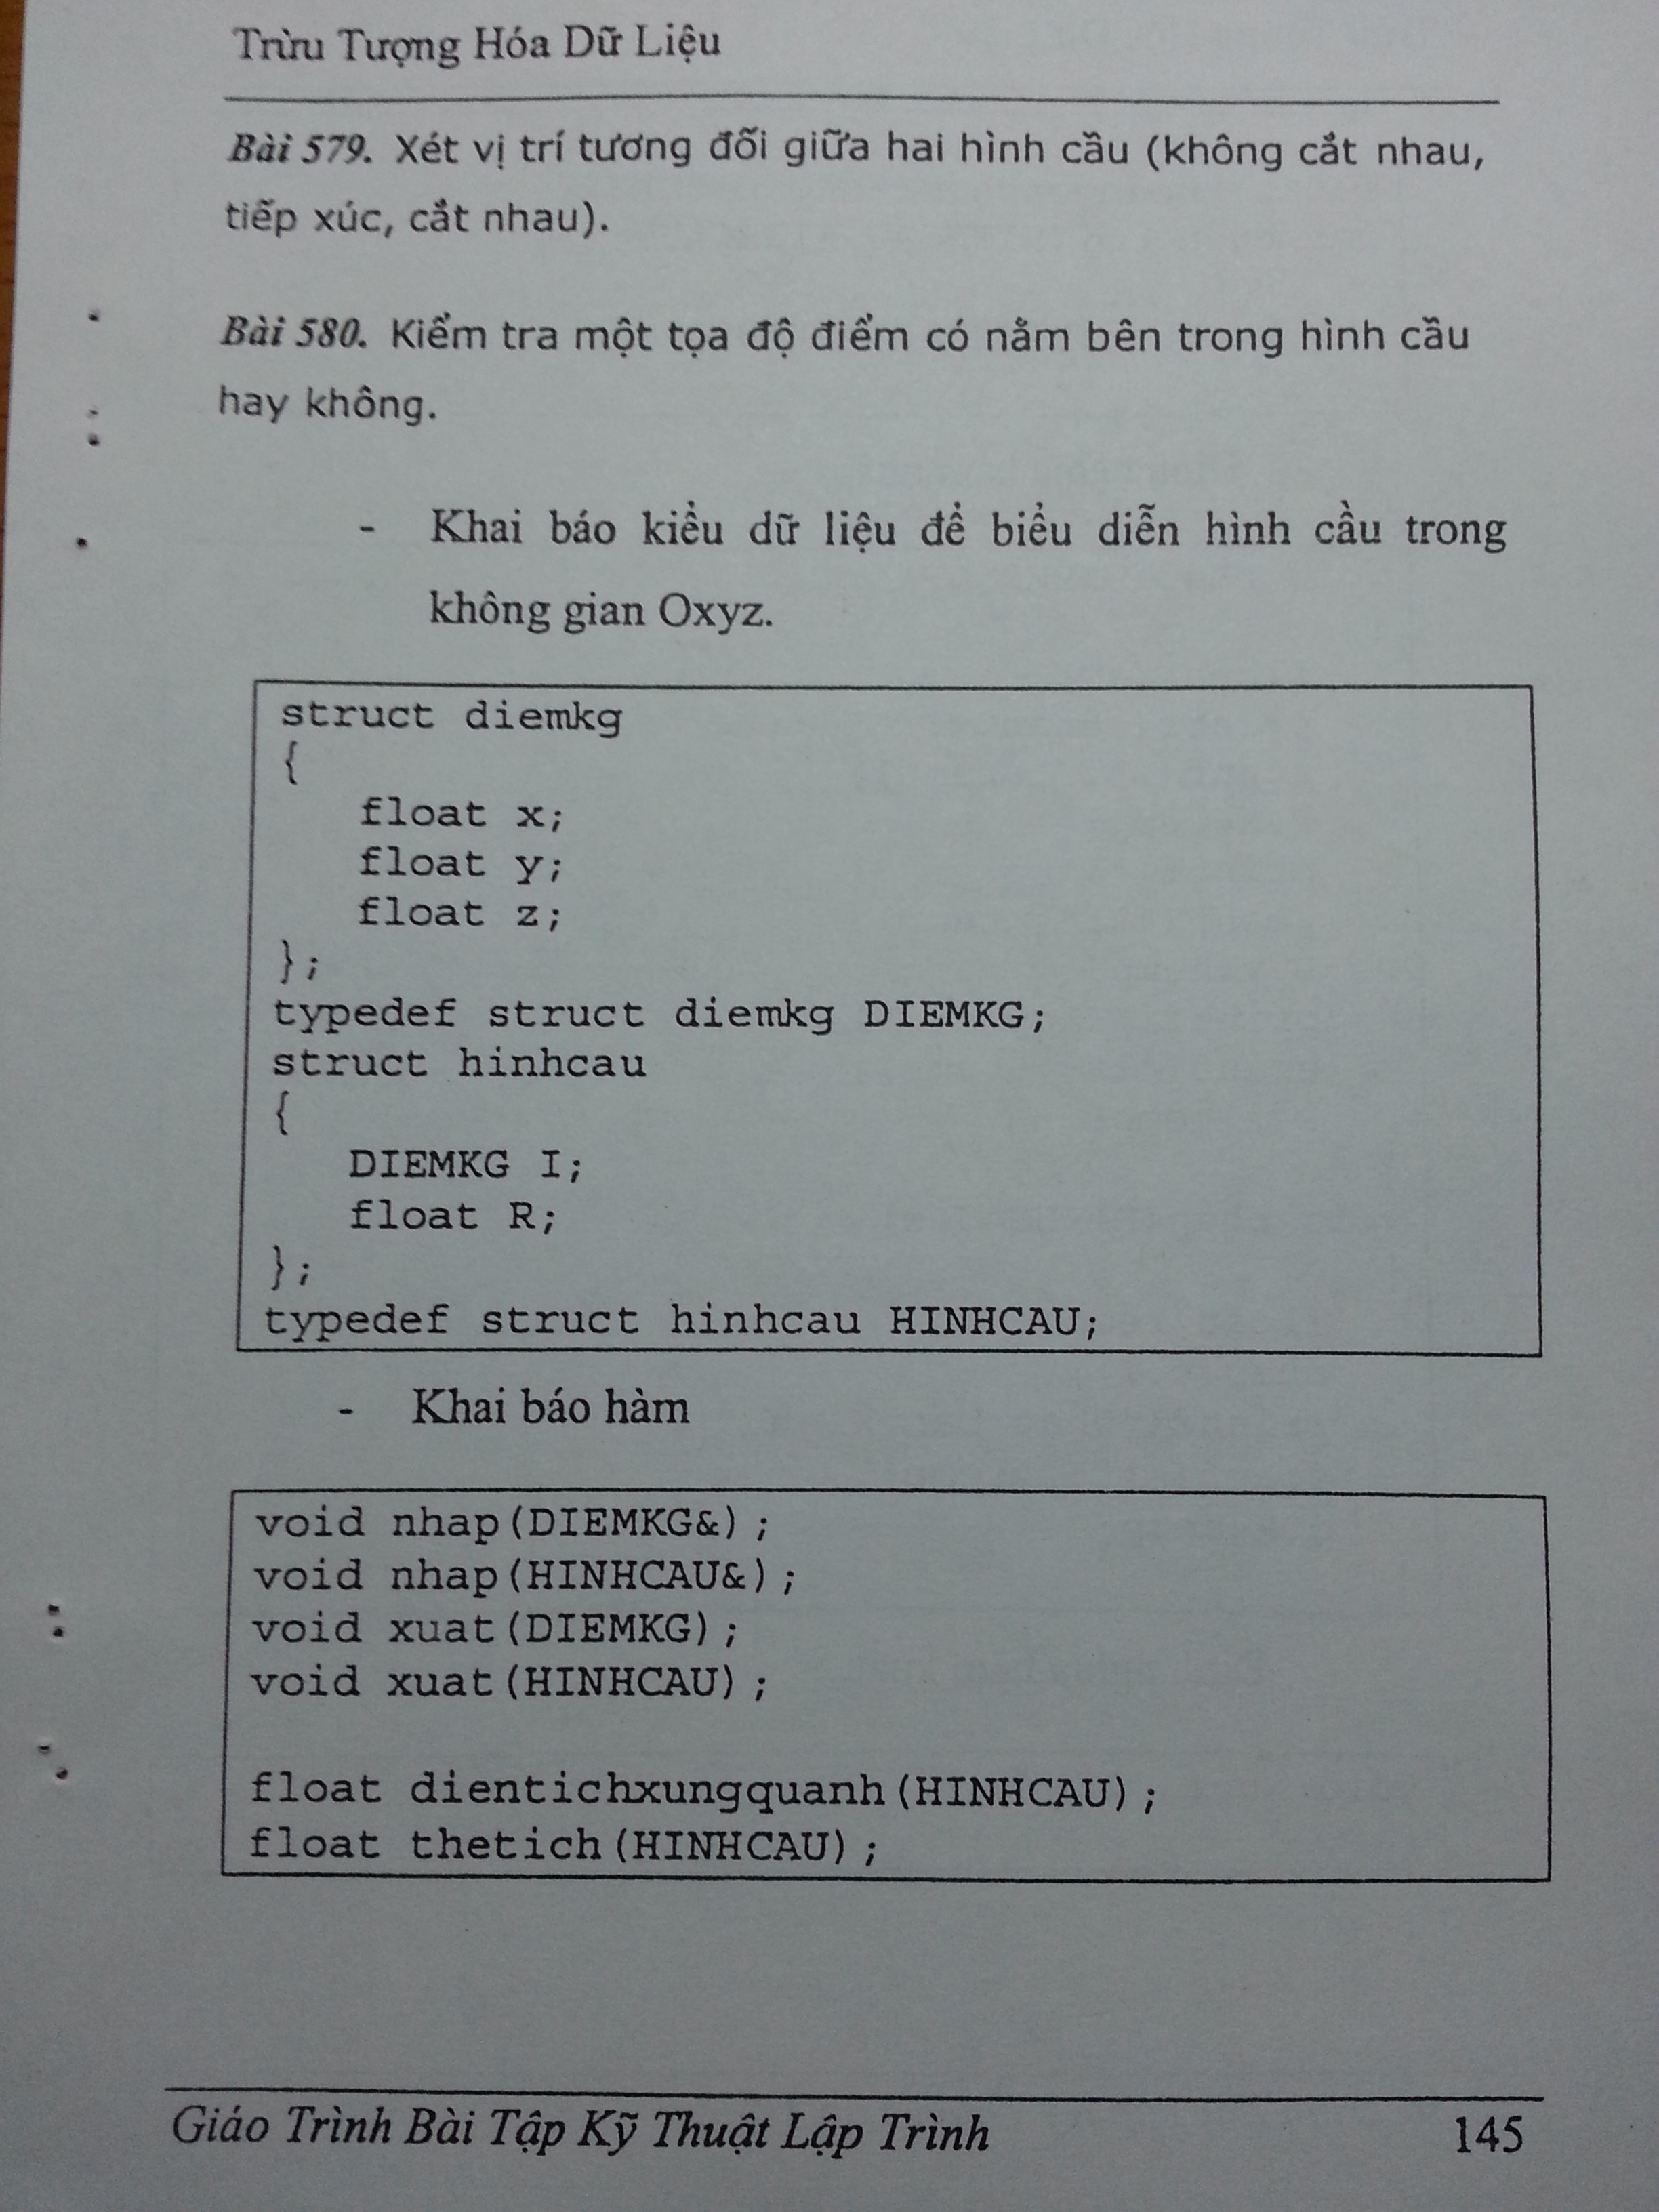 Trừu Tượng Hóa Dữ Liệu
Bài 579. Xét vị trí tương đối giữa hai hình cầu (không cắt nhau,
tiếp xúc, cắt nhau).
Bài 580. Kiểm tra một tọa độ điểm có nằm bên trong hình cầu
hay không.
- Khai báo kiểu dữ liệu để biểu diễn hình cầu trong
không gian Oxyz.
struct diemkg
{
float x;
float y;
float z;
};
typedef struct diemkg DIEMKG;
struct hinhcau
{
DIEMKG I;
float R;
};
typedef struct hinhcau HINHCAU;
- Khai báo hàm
void nhap(DIEMKG&);
void nhap(HINHCAU&);
void xuat(DIEMKG);
void xuat(HINHCAU);
float dientichxungquanh(HINHCAU);
float thetich(HINHCAU);
Giáo Trình Bài Tập Kỹ Thuật Lập Trình 145